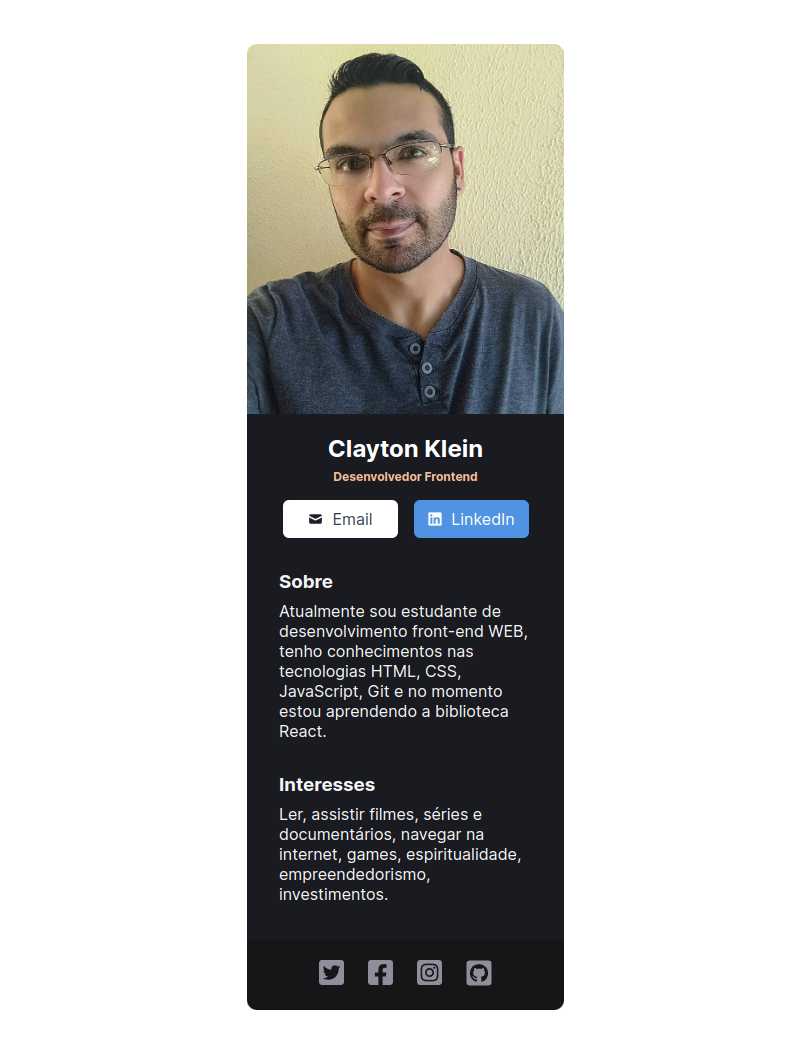 Clayton Klein
Desenvolvedor Frontend
Email
LinkedIn
Sobre
Atualmente sou estudante de
desenvolvimento front-end WEB,
tenho conhecimentos nas
tecnologias HTML, CSS,
JavaScript, Git e no momento
estou aprendendo a biblioteca
React.
Interesses
Ler, assistir filmes, séries e
documentários, navegar na
internet, games, espiritualidade,
empreendedorismo,
investimentos.